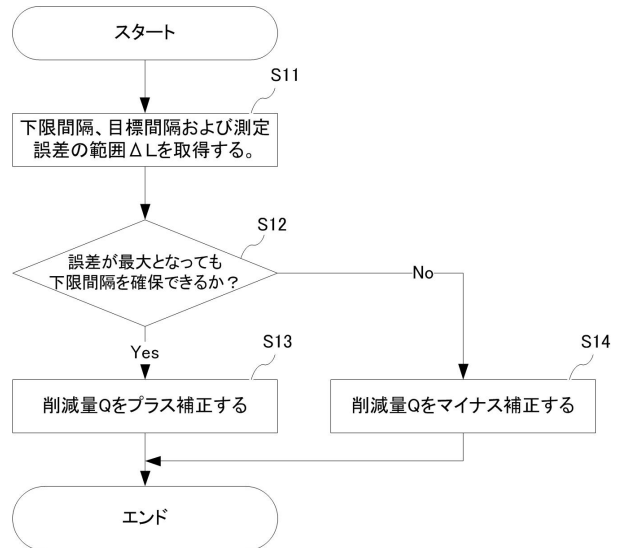 スタート
S11
下限間隔、目標間隔および測定
誤差の範囲ΔLを取得する。
S12
誤差が最大となっても
下限間隔を確保できるか？
No
Yes
S13
削減量Qをプラス補正する
S14
削減量Qをマイナス補正する
エンド